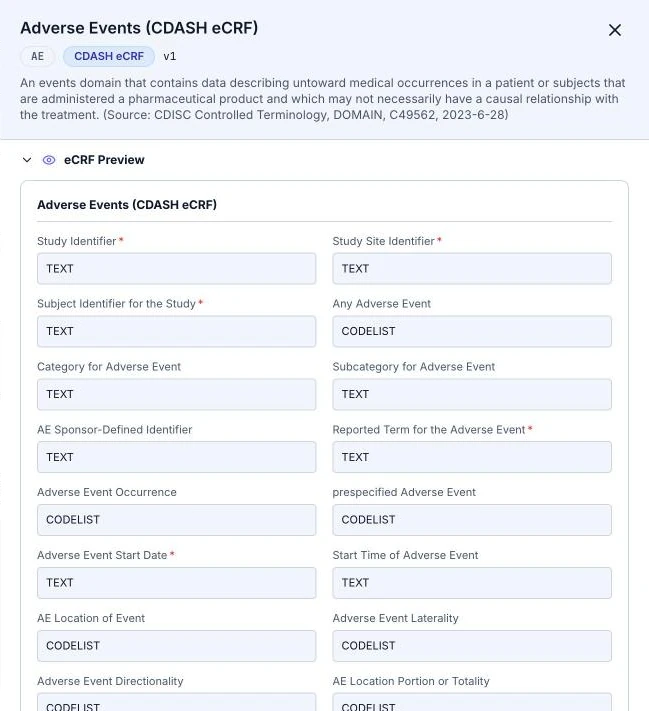 Adverse Events (CDASH eCRF)
AE CDASH eCRF v1
An events domain that contains data describing untoward medical occurrences in a patient or subjects that
are administered a pharmaceutical product and which may not necessarily have a causal relationship with
the treatment. (Source: CDISC Controlled Terminology, DOMAIN, C49562, 2023-6-28)
eCRF Preview
Adverse Events (CDASH eCRF)
Study Identifier * Study Site Identifier *
TEXT TEXT
Subject Identifier for the Study * Any Adverse Event
TEXT CODELIST
Category for Adverse Event Subcategory for Adverse Event
TEXT TEXT
AE Sponsor-Defined Identifier Reported Term for the Adverse Event *
TEXT TEXT
Adverse Event Occurrence prespecified Adverse Event
CODELIST CODELIST
Adverse Event Start Date * Start Time of Adverse Event
TEXT TEXT
AE Location of Event Adverse Event Laterality
CODELIST CODELIST
Adverse Event Directionality AE Location Portion or Totality
CODELIST CODELIST